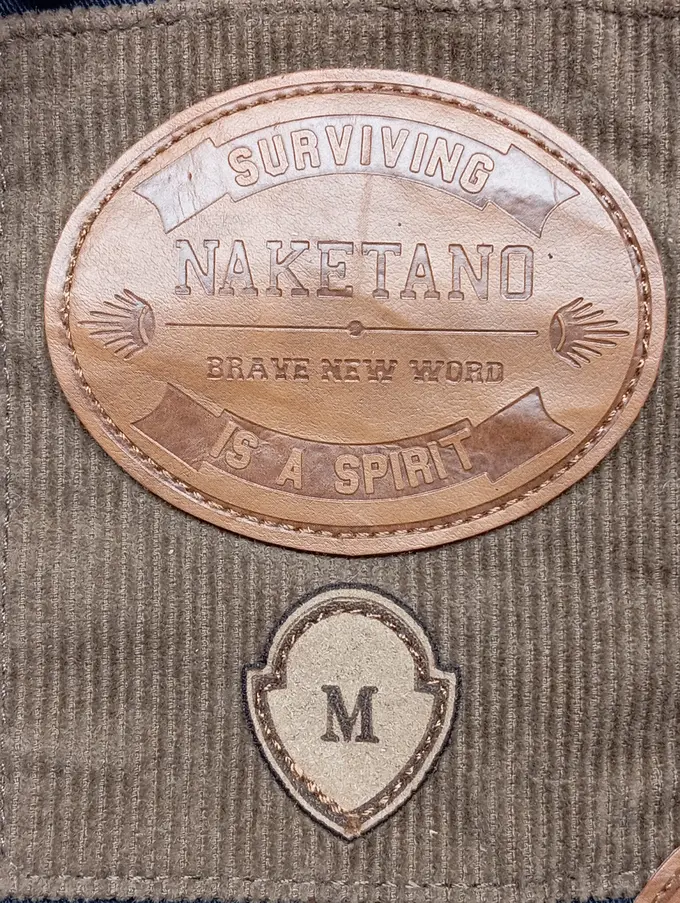 SURVIVING
NAKETANO
BRAVE NEW WORD
IS A SPIRIT
M